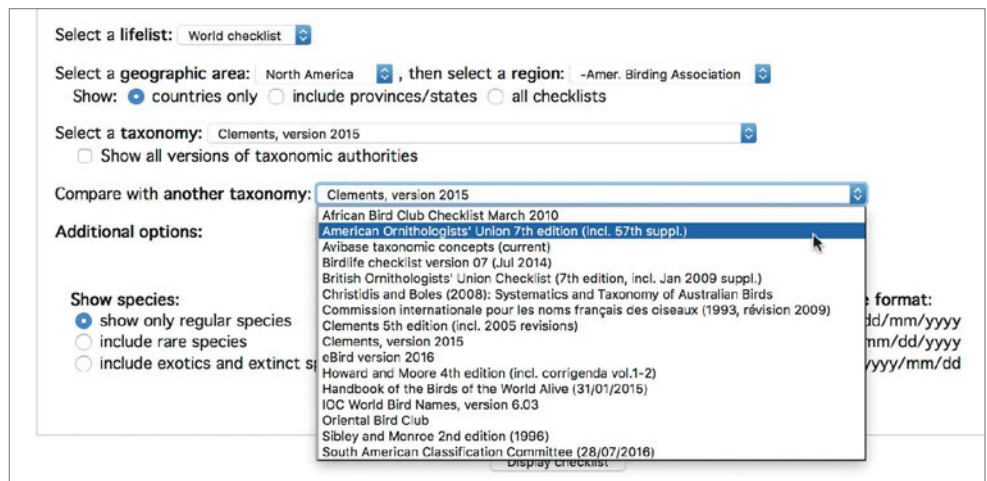 Select a lifelist: World checklist
Select a geographic area: North America , then select a region: -Amer. Birding Association
Show: countries only include provinces/states all checklists
Select a taxonomy: Clements, version 2015
Show all versions of taxonomic authorities
Compare with another taxonomy: Clements, version 2015
African Bird Club Checklist March 2010
Additional options: American Ornithologists' Union 7th edition (incl. 57th suppl.)
Avibase taxonomic concepts (current)
Birdlife checklist version 07 (Jul 2014)
British Ornithologists' Union Checklist (7th edition, incl. Jan 2009 suppl.)
Show species: Christidis and Boles (2008): Systematics and Taxonomy of Australian Birds format:
show only regular species Commission internationale pour les noms français des oiseaux (1993, révision 2009) dd/mm/yyyy
Clements 5th edition (incl. 2005 revisions)
include rare species Clements, version 2015 mm/dd/yyyy
include exotics and extinct eBird version 2016 yyyy/mm/dd
Howard and Moore 4th edition (incl. corrigenda vol.1-2)
Handbook of the Birds of the World Alive (31/01/2015)
IOC World Bird Names, version 6.03
Oriental Bird Club
Sibley and Monroe 2nd edition (1996)
South American Classification Committee (28/07/2016)
Display checklist